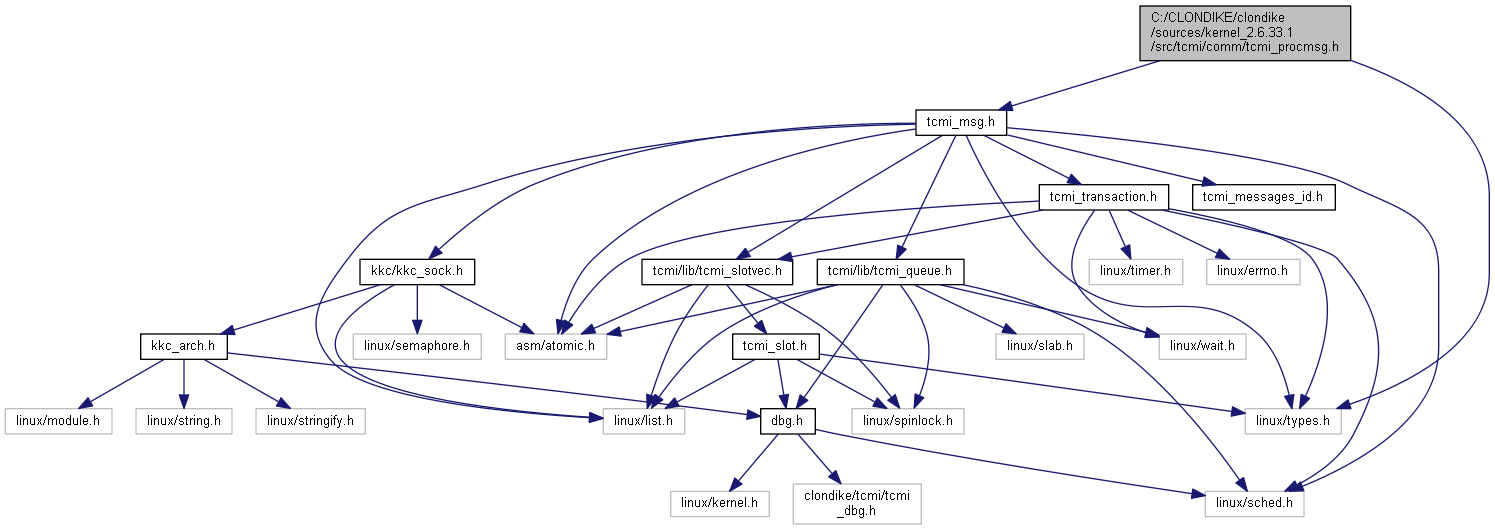 C:/CLONDIKE/clondike
/sources/kernel_2.6.33.1
/src/tcmi/comm/tcmi_procmsg.h
tcmi_msg.h
tcmi_transaction.h
tcmi_messages_id.h
kkc/kkc_sock.h
tcmi/lib/tcmi_slotvec.h
tcmi/lib/tcmi_queue.h
linux/timer.h
linux/errno.h
kkc_arch.h
linux/semaphore.h
asm/atomic.h
tcmi_slot.h
linux/slab.h
linux/wait.h
linux/module.h
linux/string.h
linux/stringify.h
linux/list.h
dbg.h
linux/spinlock.h
linux/types.h
linux/kernel.h
clondike/tcmi/tcmi
_dbg.h
linux/sched.h